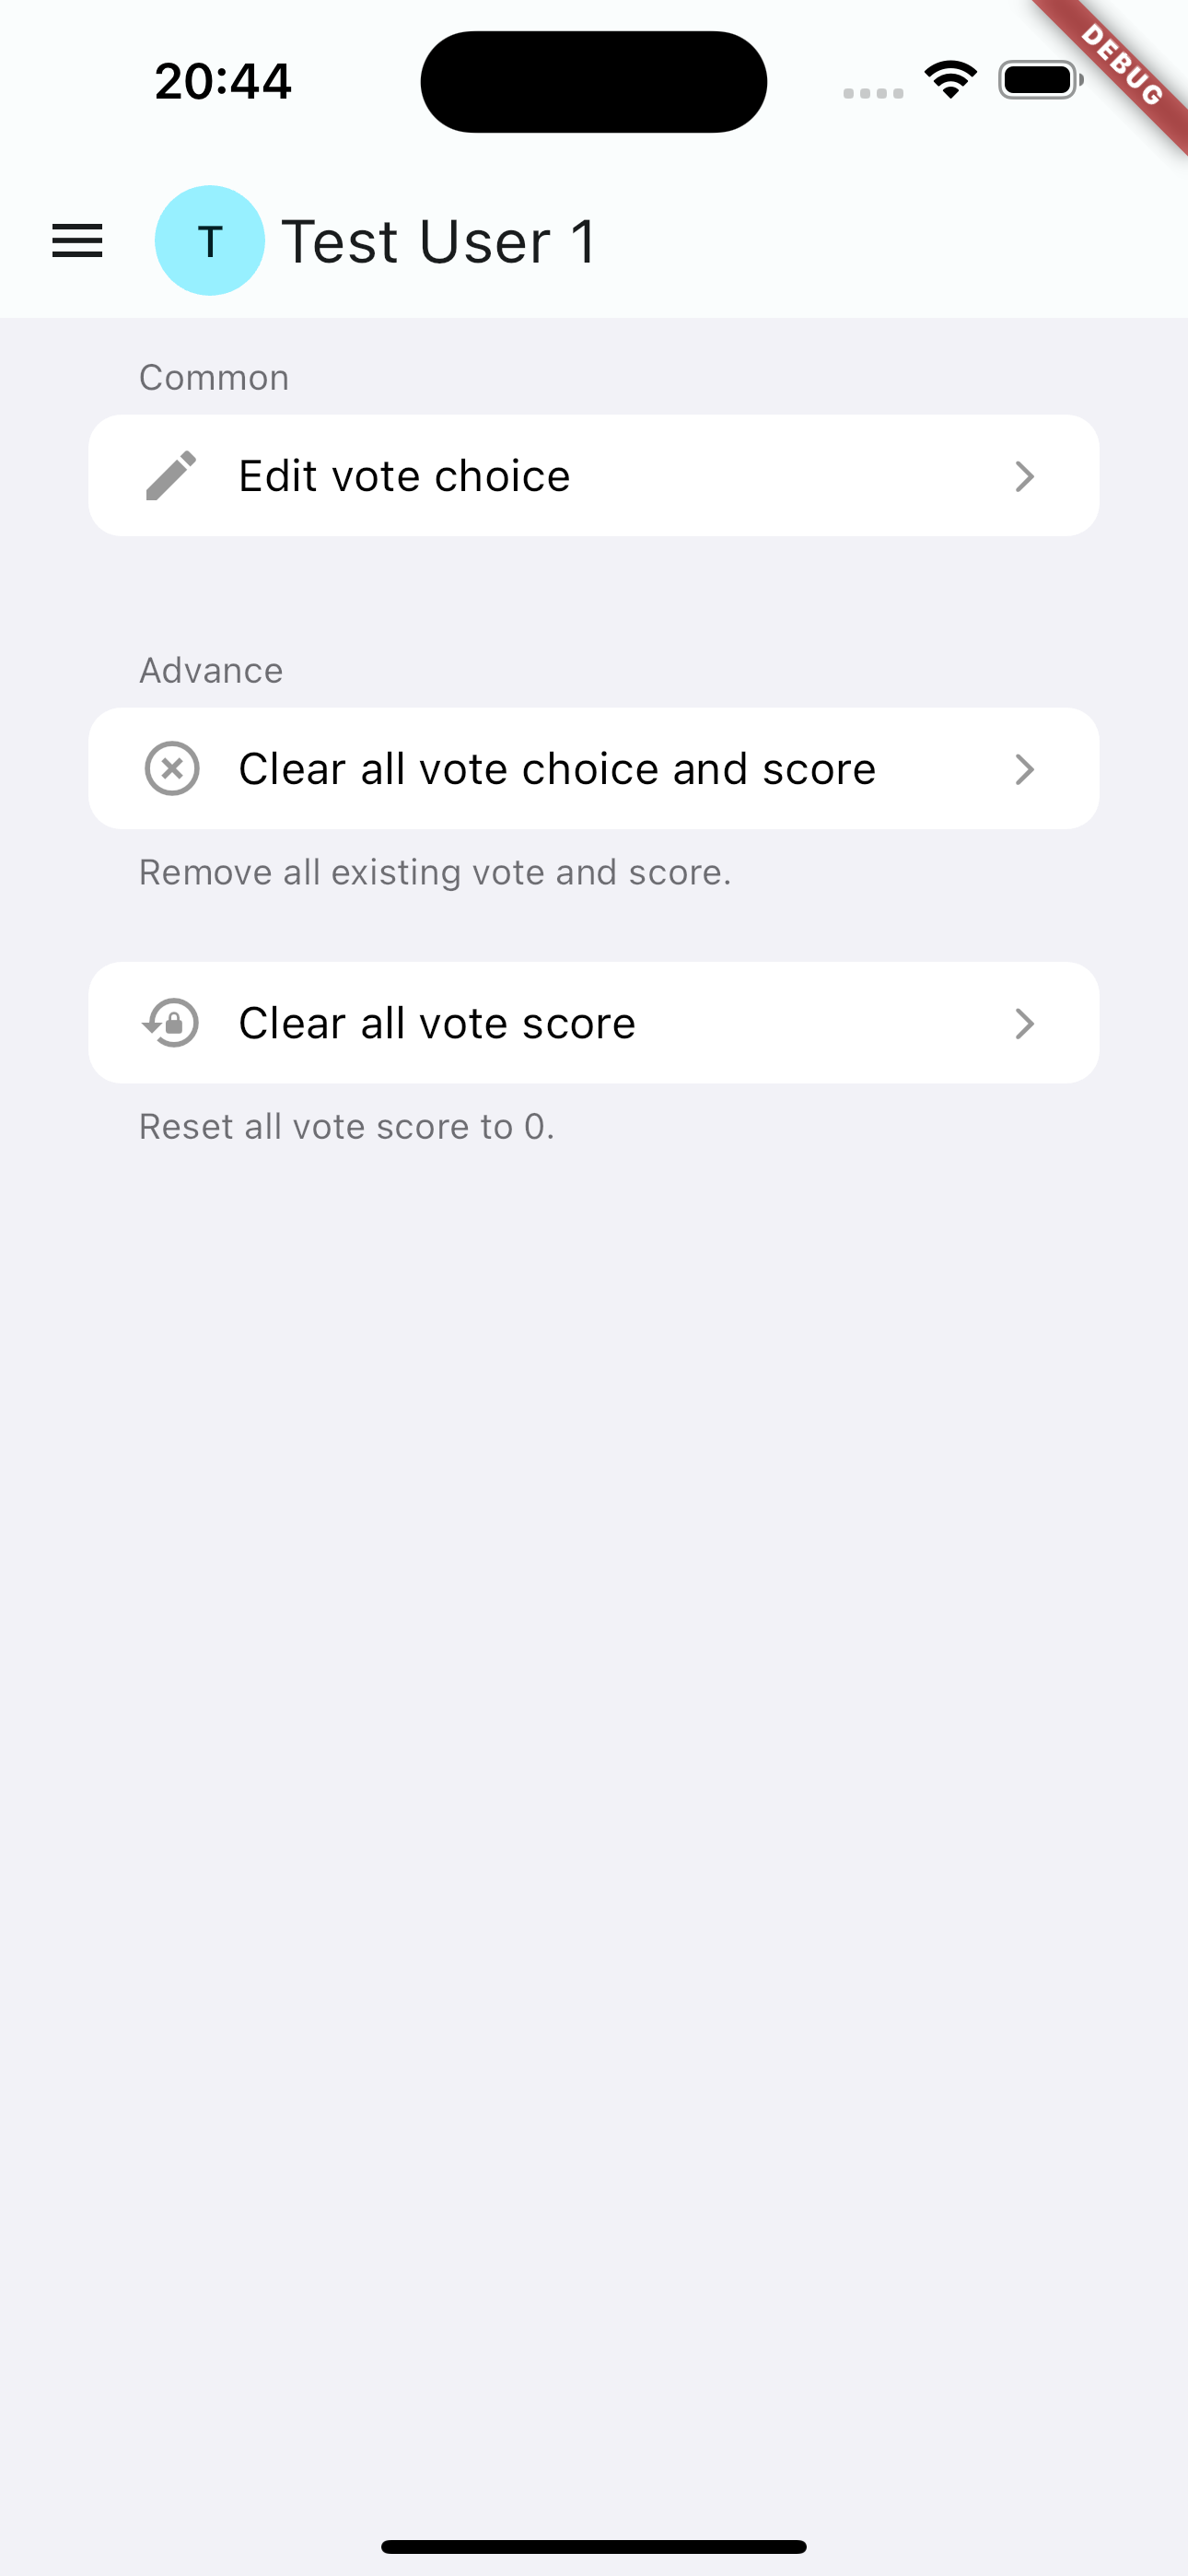 20:44
DEBUG
T
Test User 1
Common
Edit vote choice
Advance
Clear all vote choice and score
Remove all existing vote and score.
Clear all vote score
Reset all vote score to 0.